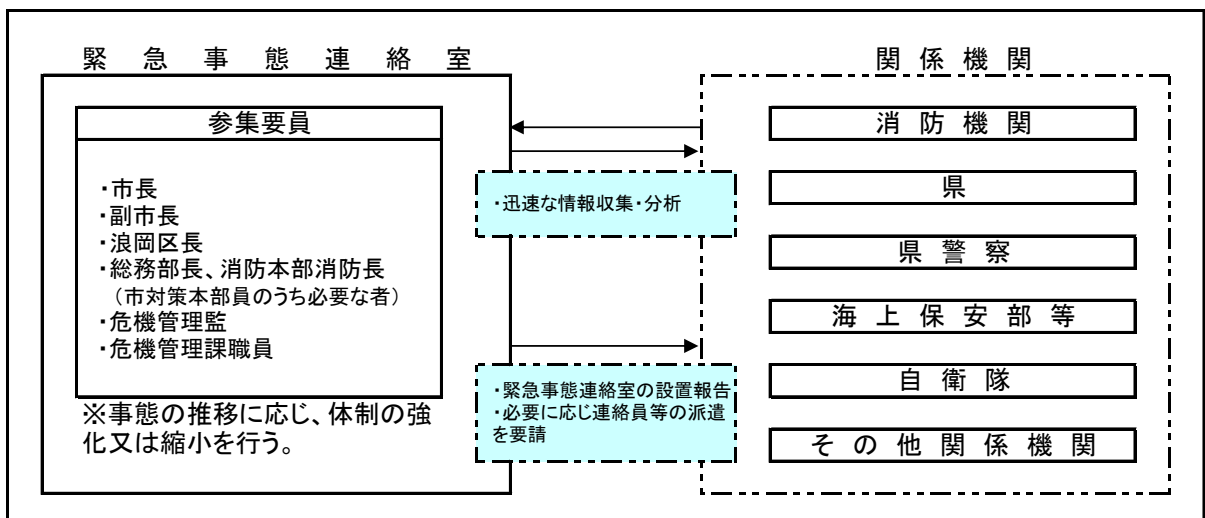 緊急事態連絡室
参集要員
・市長
・副市長
・浪岡区長
・総務部長、消防本部消防長
（市対策本部員のうち必要な者）
・危機管理監
・危機管理課職員
※事態の推移に応じ、体制の強
化又は縮小を行う。
・迅速な情報収集・分析
・緊急事態連絡室の設置報告
・必要に応じ連絡員等の派遣
を要請
関係機関
消防機関
県
県警察
海上保安部等
自衛隊
その他関係機関